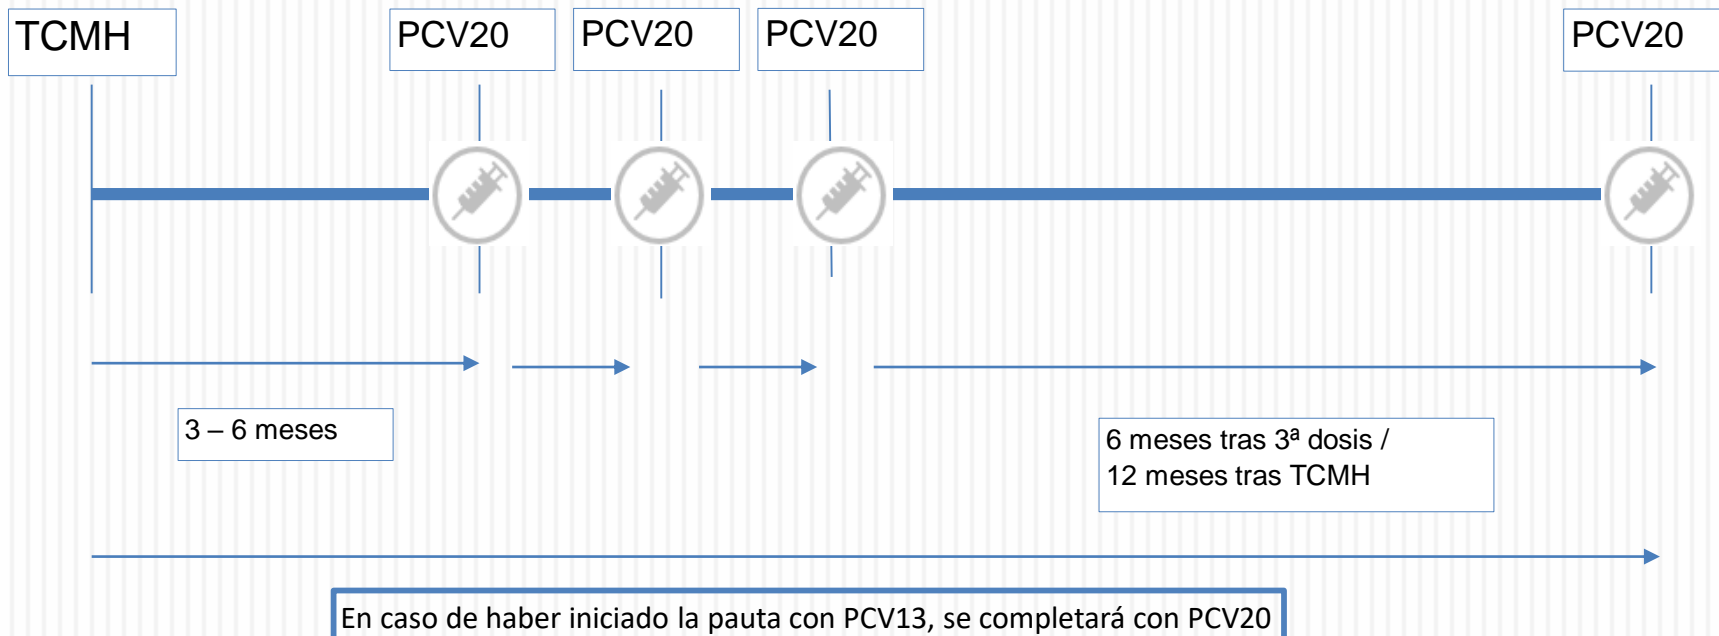 TCMH
PCV20
PCV20
PCV20
PCV20
3 – 6 meses
6 meses tras 3ª dosis /
12 meses tras TCMH
En caso de haber iniciado la pauta con PCV13, se completará con PCV20